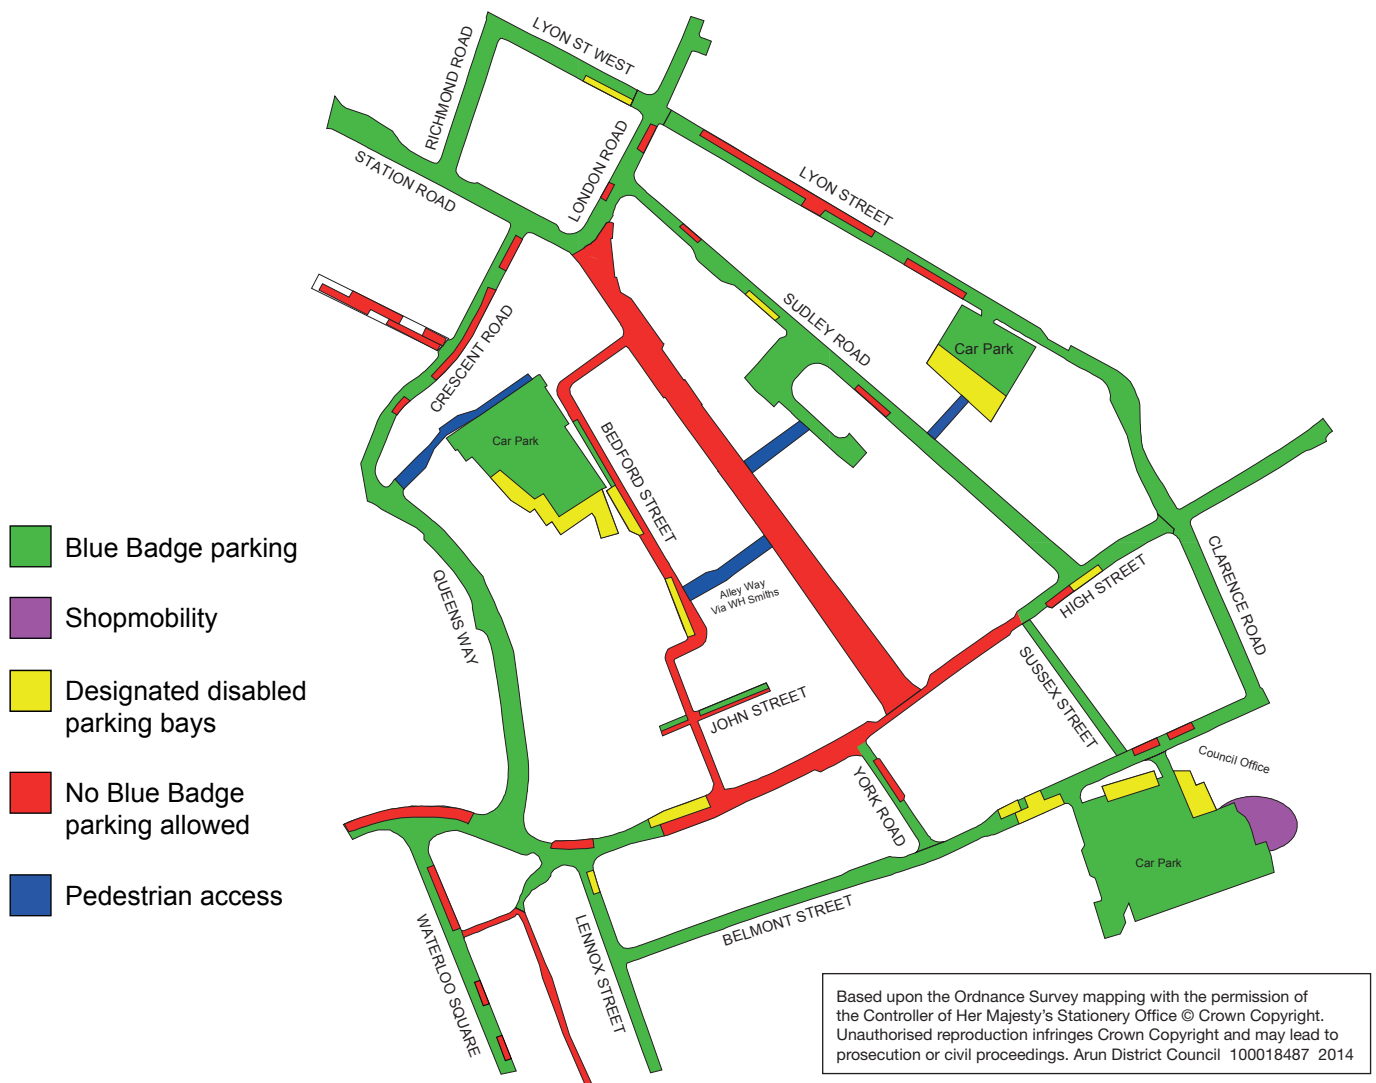 LYON ST WEST
RICHMOND ROAD
LONDON ROAD
STATION ROAD
LYON STREET
CRESCENT ROAD
SUDLEY ROAD
Car Park
Car Park
BEDFORD STREET
Blue Badge parking
Shopmobility
Designated disabled
parking bays
No Blue Badge
parking allowed
Pedestrian access
QUEENS WAY
Alley Way
Via WH Smiths
HIGH STREET
CLARENCE ROAD
SUSSEX STREET
JOHN STREET
Council Office
YORK ROAD
Car Park
BELMONT STREET
WATERLOO SQUARE
LENNOX STREET
Based upon the Ordnance Survey mapping with the permission of
the Controller of Her Majesty's Stationery Office © Crown Copyright.
Unauthorised reproduction infringes Crown Copyright and may lead to
prosecution or civil proceedings. Arun District Council 100018487 2014